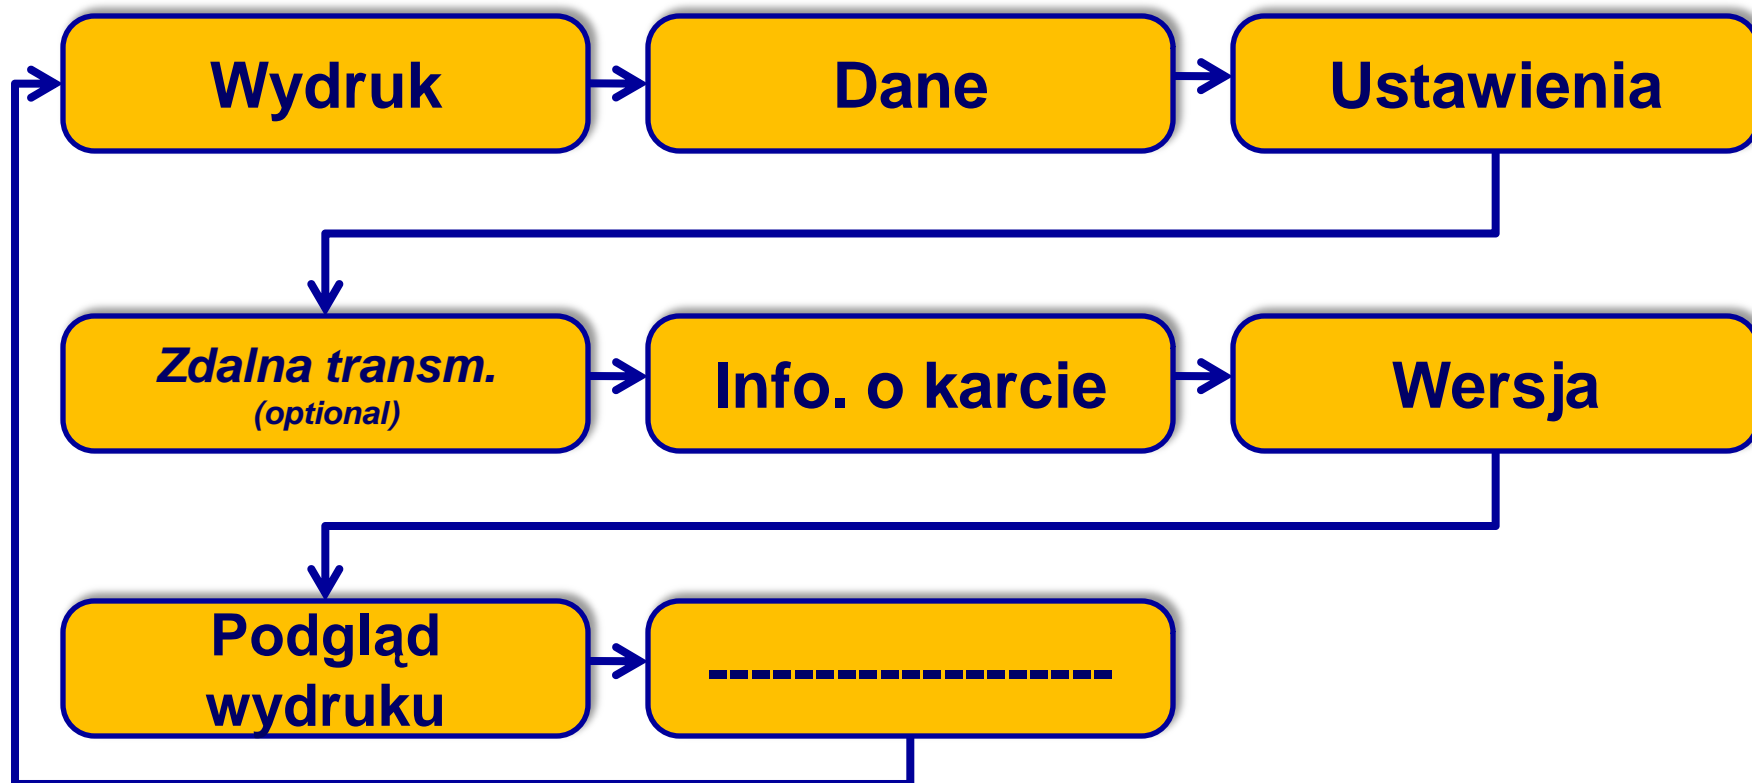 Wydruk
Dane
Ustawienia
Zdalna transm.
(optional)
Info. o karcie
Wersja
Podgląd
wydruku
-------------------